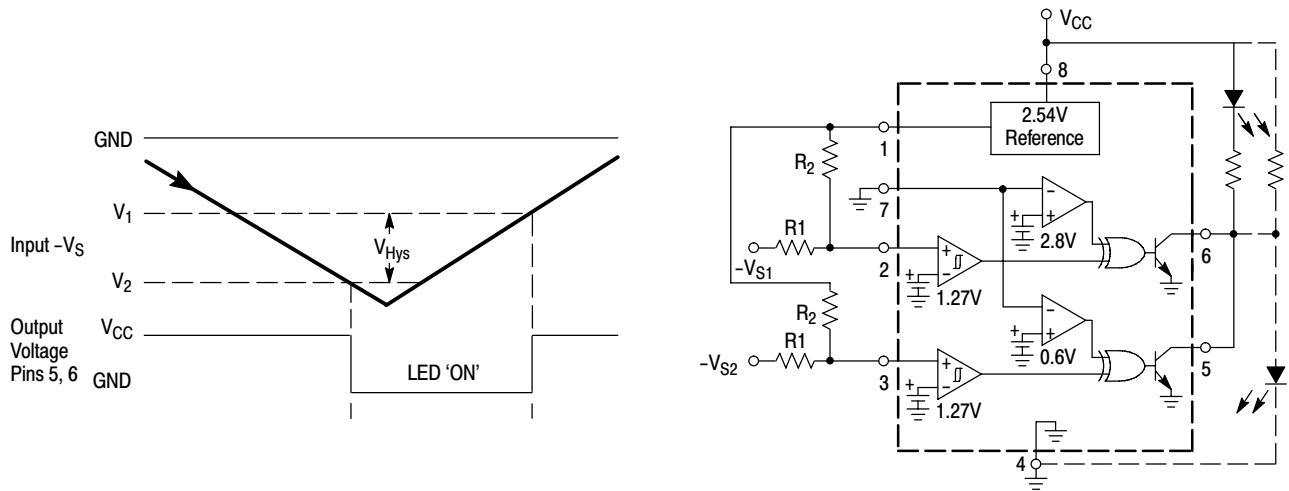 GND
V1
Input –VS
VHys
V2
Output
Voltage
Pins 5, 6
VCC
GND
LED 'ON'
VCC
8
2.54V
Reference
1
R2
7
2.8V
6
R1
–VS1
2
1.27V
R2
0.6V
5
R1
–VS2
3
1.27V
4
+
–
+
–
+
–
+
–
+
+
+
+